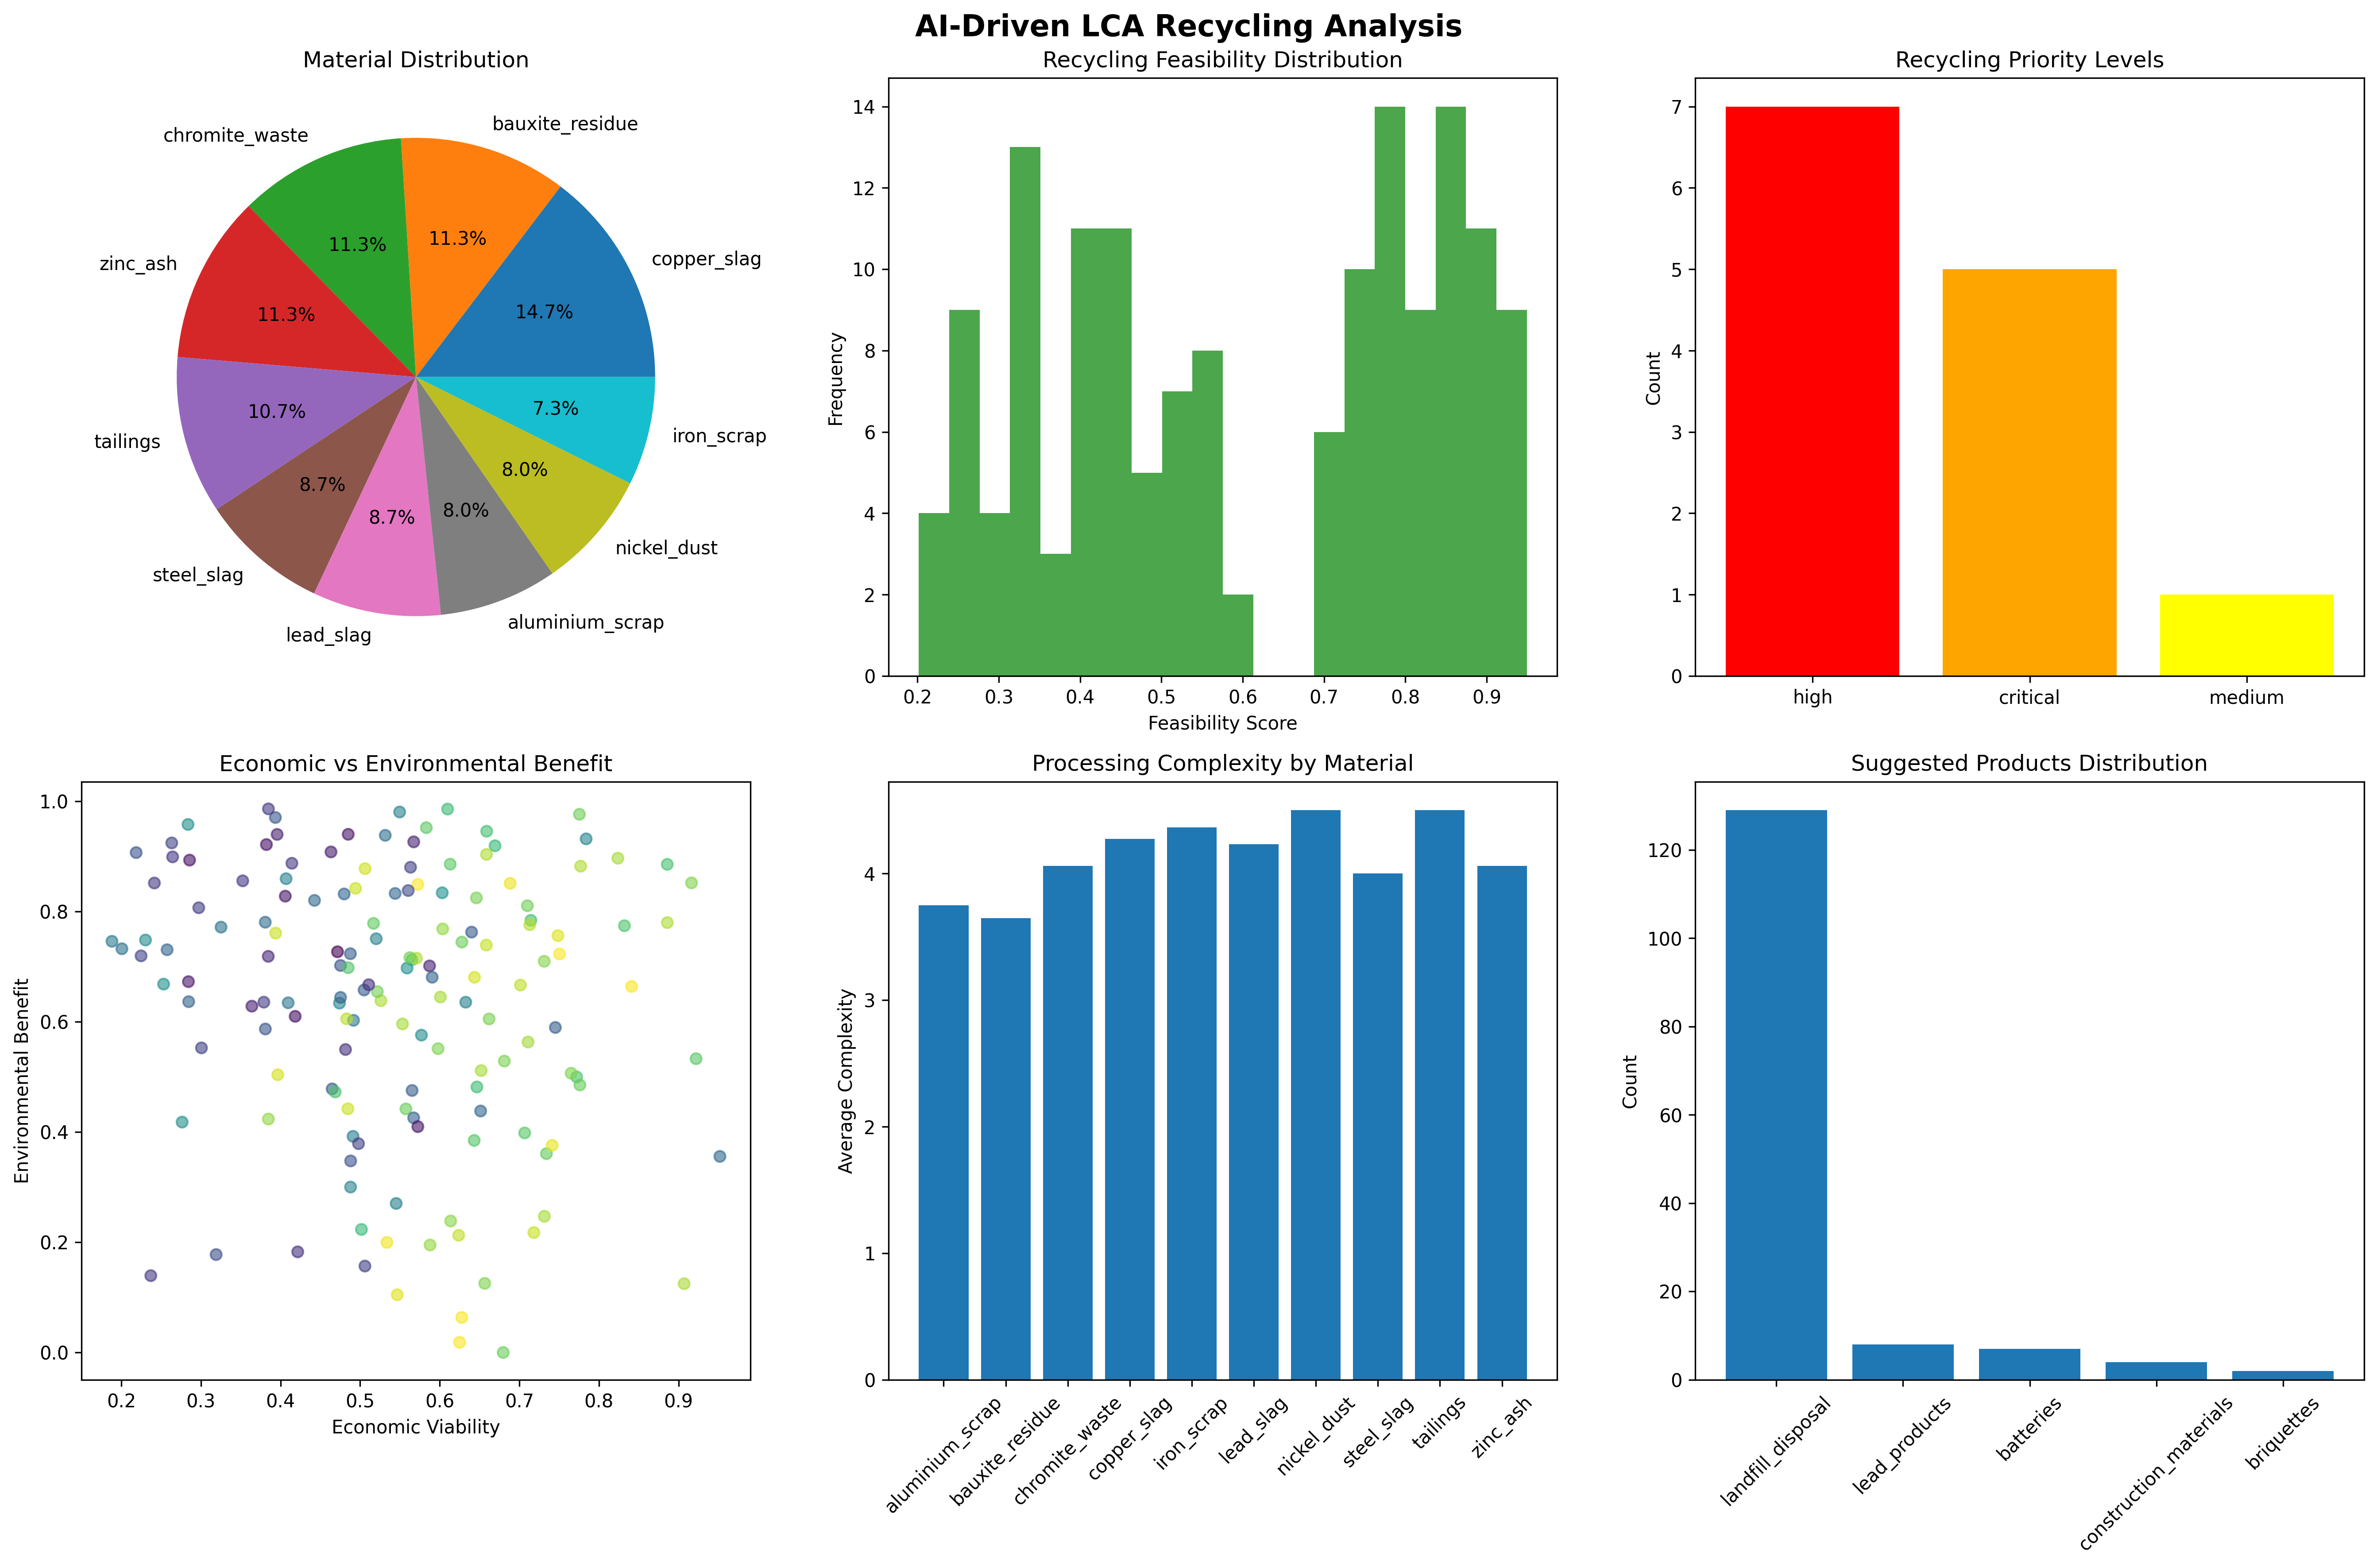 AI-Driven LCA Recycling Analysis
Material Distribution
copper_slag
bauxite_residue
chromite_waste
zinc_ash
tailings
steel_slag
lead_slag
aluminium_scrap
nickel_dust
iron_scrap
14.7%
11.3%
11.3%
11.3%
10.7%
8.7%
8.7%
8.0%
8.0%
7.3%
Recycling Feasibility Distribution
Frequency
14
12
10
8
6
4
2
0
0.2 0.3 0.4 0.5 0.6 0.7 0.8 0.9
Feasibility Score
Recycling Priority Levels
Count
7
6
5
4
3
2
1
0
high critical medium
Economic vs Environmental Benefit
Environmental Benefit
1.0
0.8
0.6
0.4
0.2
0.0
0.2 0.3 0.4 0.5 0.6 0.7 0.8 0.9
Economic Viability
Processing Complexity by Material
Average Complexity
4
3
2
1
0
aluminium_scrap
bauxite_residue
chromite_waste
copper_slag
iron_scrap
lead_slag
nickel_dust
steel_slag
tailings
zinc_ash
Suggested Products Distribution
Count
120
100
80
60
40
20
0
landfill_disposal
lead_products
batteries
construction_materials
briquettes